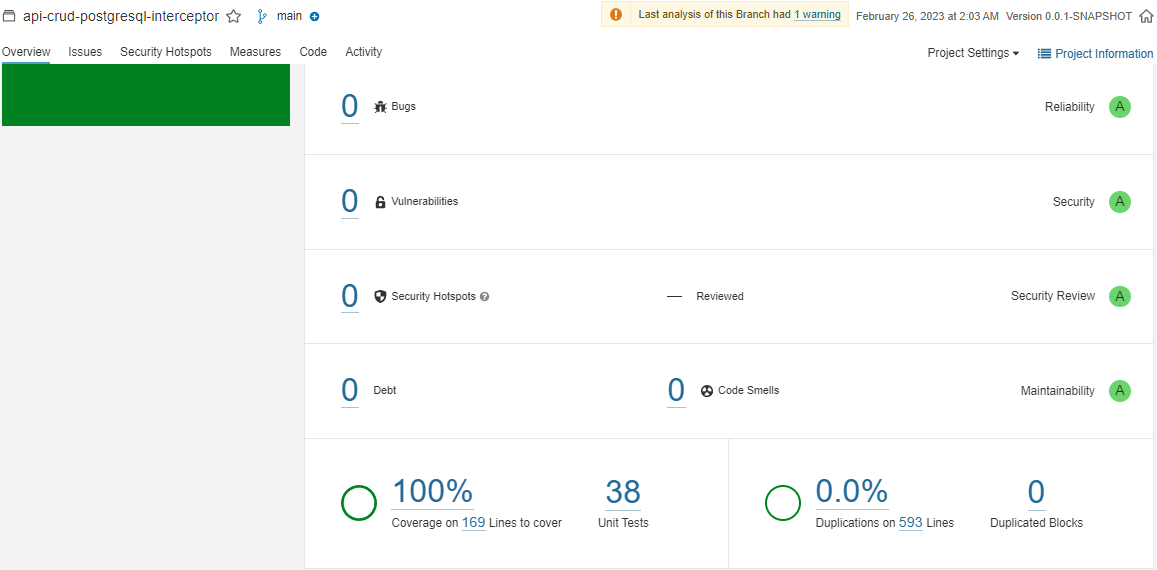 api-crud-postgresql-interceptor main Last analysis of this Branch had 1 warning February 26, 2023 at 2:03 AM Version 0.0.1-SNAPSHOT
Overview Issues Security Hotspots Measures Code Activity Project Settings Project Information
0 Bugs Reliability A
0 Vulnerabilities Security A
0 Security Hotspots ? — Reviewed Security Review A
0 Debt 0 Code Smells Maintainability A
100% 38 0.0% 0
Coverage on 169 Lines to cover Unit Tests Duplications on 593 Lines Duplicated Blocks